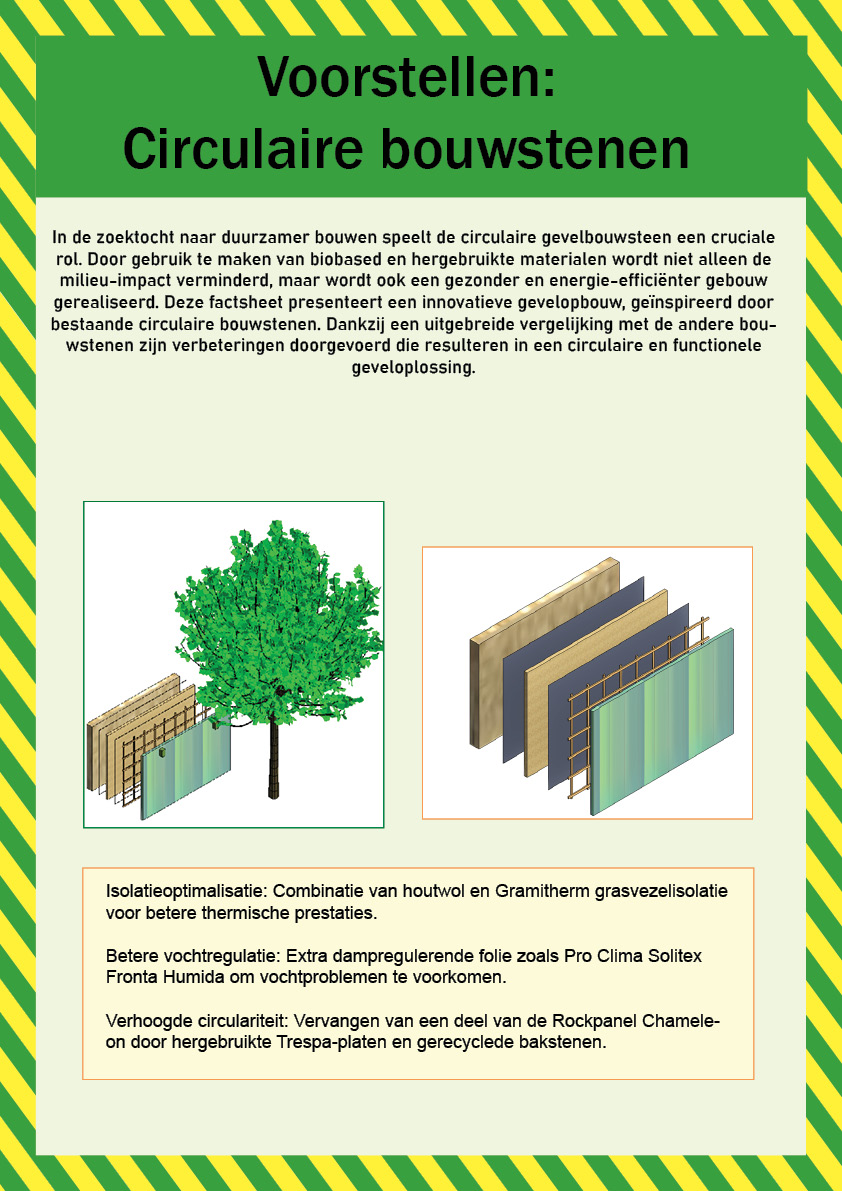 Voorstellen:
Circulaire bouwstenen
In de zoektocht naar duurzamer bouwen speelt de circulaire gevelbouwsteen een cruciale
rol. Door gebruik te maken van biobased en hergebruikte materialen wordt niet alleen de
milieu-impact verminderd, maar wordt ook een gezonder en energie-efficiënter gebouw
gerealiseerd. Deze factsheet presenteert een innovatieve gevelopbouw, geïnspireerd door
bestaande circulaire bouwstenen. Dankzij een uitgebreide vergelijking met de andere bou-
wstenen zijn verbeteringen doorgevoerd die resulteren in een circulaire en functionele
geveloplossing.
Isolatieoptimalisatie: Combinatie van houtwol en Gramitherm grasvezelisolatie
voor betere thermische prestaties.
Betere vochtregulatie: Extra dampregulerende folie zoals Pro Clima Solitex
Fronta Humida om vochtproblemen te voorkomen.
Verhoogde circulariteit: Vervangen van een deel van de Rockpanel Chamele-
on door hergebruikte Trespa-platen en gerecyclede bakstenen.